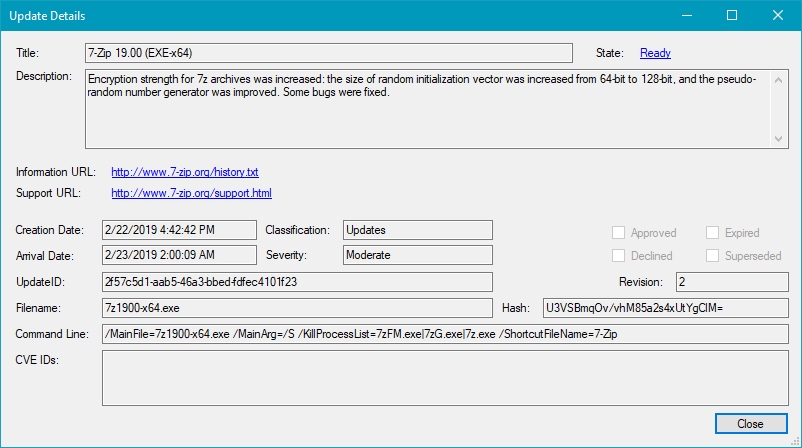 Update Details
Title: 7-Zip 19.00 (EXE-x64) State: Ready
Description: Encryption strength for 7z archives was increased: the size of random initialization vector was increased from 64-bit to 128-bit, and the pseudo-
random number generator was improved. Some bugs were fixed.
Information URL: http://www.7-zip.org/history.txt
Support URL: http://www.7-zip.org/support.html
Creation Date: 2/22/2019 4:42:42 PM Classification: Updates Approved Expired
Arrival Date: 2/23/2019 2:00:09 AM Severity: Moderate Declined Superseded
UpdateID: 2f57c5d1-aab5-46a3-bbed-fdfec4101f23 Revision: 2
Filename: 7z1900-x64.exe Hash: U3VSBmqOv/vhM85a2s4xUtYgCIM=
Command Line: /MainFile=7z1900-x64.exe /MainArg=/S /KillProcessList=7zFM.exe|7zG.exe|7z.exe /ShortcutFileName=7-Zip
CVE IDs:
Close